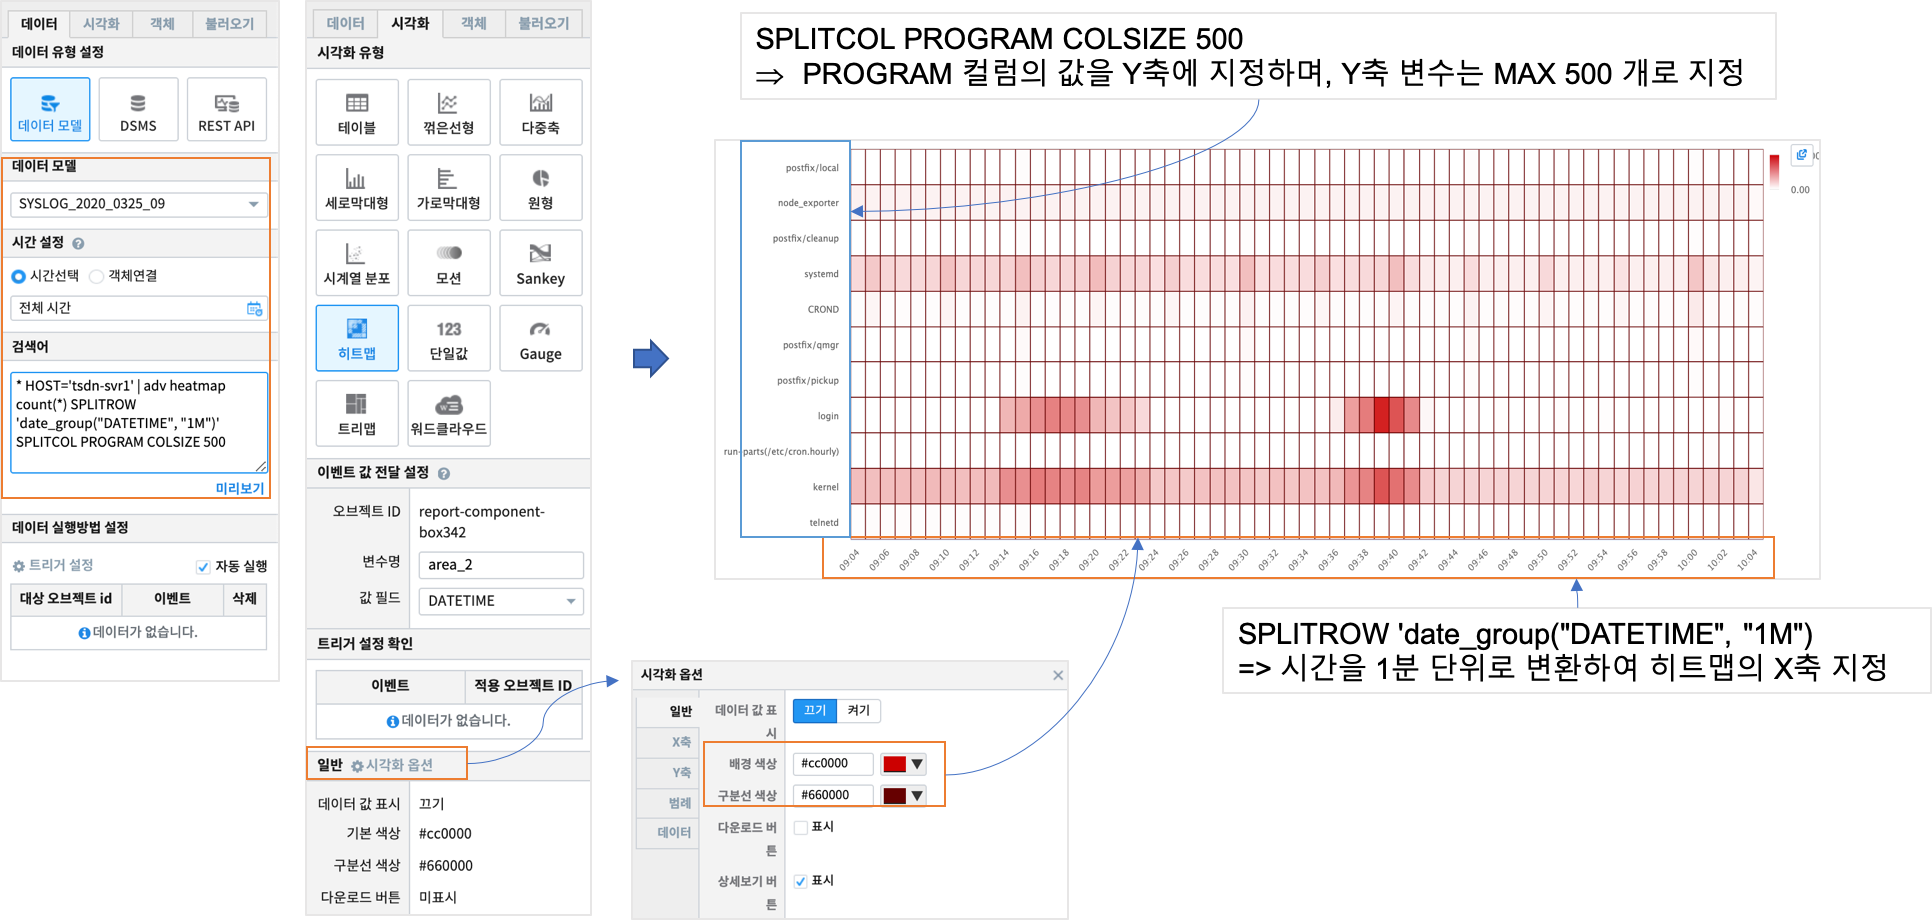 데이터 시각화 객체 불러오기
데이터 유형 설정
데이터 모델 DSMS REST API
데이터 모델
SYSLOG_2020_0325_09
시간 설정
시간선택 객체연결
전체 시간
검색어
* HOST='tsdn-svr1' | adv heatmap
count(*) SPLITROW
'date_group("DATETIME", "1M")'
SPLITCOL PROGRAM COLSIZE 500
미리보기
데이터 실행방법 설정
트리거 설정 자동 실행
대상 오브젝트 id 이벤트 삭제
데이터가 없습니다.
데이터 시각화 객체 불러오기
시각화 유형
테이블 꺾은선형 다중축
세로막대형 가로막대형 원형
시계열 분포 모션 Sankey
123
히트맵 단일값 Gauge
트리맵 워드클라우드
이벤트 값 전달 설정
오브젝트 ID report-component-
box342
변수명 area_2
값 필드 DATETIME
트리거 설정 확인
이벤트 적용 오브젝트 ID
데이터가 없습니다.
일반 시각화 옵션
데이터 값 표시 끄기
기본 색상 #cc0000
구분선 색상 #660000
다운로드 버튼 미표시
SPLITCOL PROGRAM COLSIZE 500
⇒ PROGRAM 컬럼의 값을 Y축에 지정하며, Y축 변수는 MAX 500 개로 지정
postfix/local
node_exporter
postfix/cleanup
systemd
CROND
postfix/qmgr
postfix/pickup
login
run-parts(/etc/cron.hourly)
kernel
telnetd
0.00
09:04 09:06 09:08 09:10 09:12 09:14 09:16 09:18 09:20 09:22 09:24 09:26 09:28 09:30 09:32 09:34 09:36 09:38 09:40 09:42 09:44 09:46 09:48 09:50 09:52 09:54 09:56 09:58 10:00 10:02 10:04
SPLITROW 'date_group("DATETIME", "1M")
=> 시간을 1분 단위로 변환하여 히트맵의 X축 지정
시각화 옵션
일반
X축
Y축
범례
데이터
데이터 값 표
시
끄기 켜기
배경 색상 #cc0000
구분선 색상 #660000
다운로드 버
튼
표시
상세보기 버
튼
표시